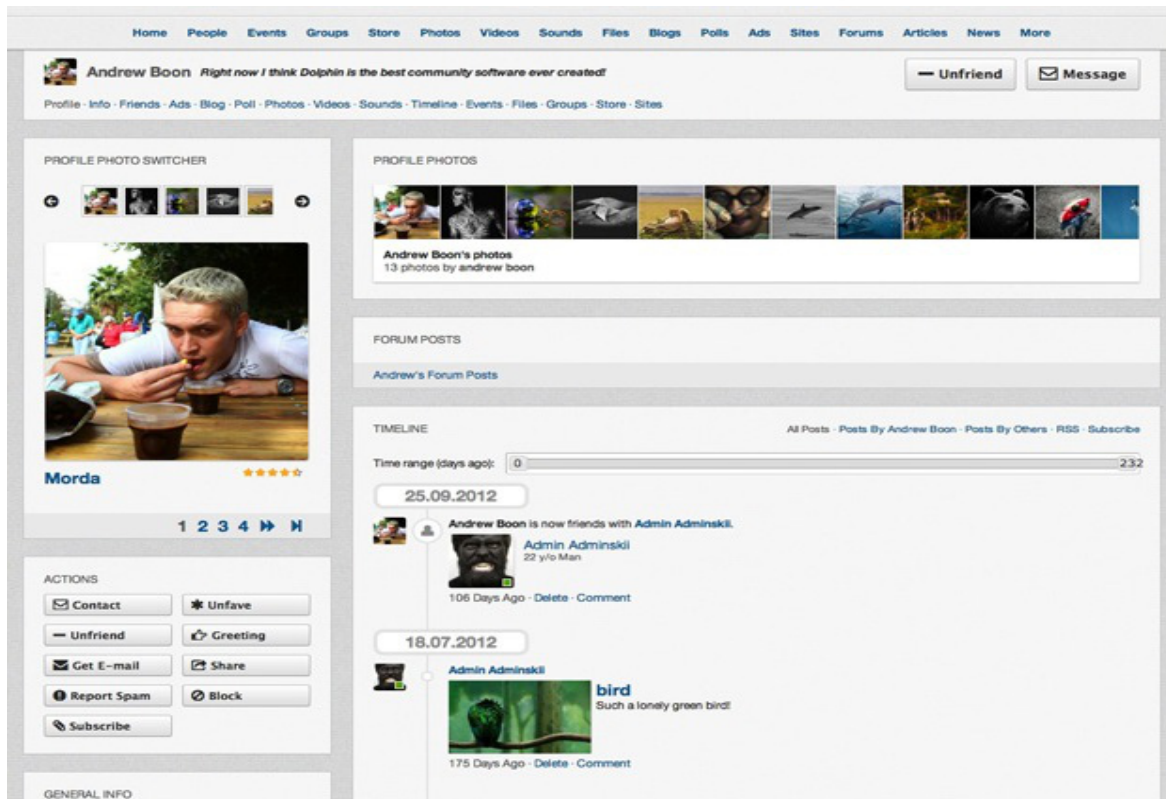 Home People Events Groups Store Photos Videos Sounds Files Blogs Polls Ads Sites Forums Articles News More
Andrew Boon Right now I think Dolphin is the best community software ever created!
Unfriend Message
Profile · Info · Friends · Ads · Blog · Poll · Photos · Videos · Sounds · Timeline · Events · Files · Groups · Store · Sites
PROFILE PHOTO SWITCHER
Morda
1 2 3 4
ACTIONS
Contact Unfave
Unfriend Greeting
Get E-mail Share
Report Spam Block
Subscribe
GENERAL INFO
PROFILE PHOTOS
Andrew Boon's photos
13 photos by andrew boon
FORUM POSTS
Andrew's Forum Posts
TIMELINE All Posts · Posts By Andrew Boon · Posts By Others · RSS · Subscribe
Time range (days ago): 0 232
25.09.2012
Andrew Boon is now friends with Admin Adminskii.
Admin Adminskii
22 y/o Man
106 Days Ago · Delete · Comment
18.07.2012
Admin Adminskii
bird
Such a lonely green bird!
175 Days Ago · Delete · Comment